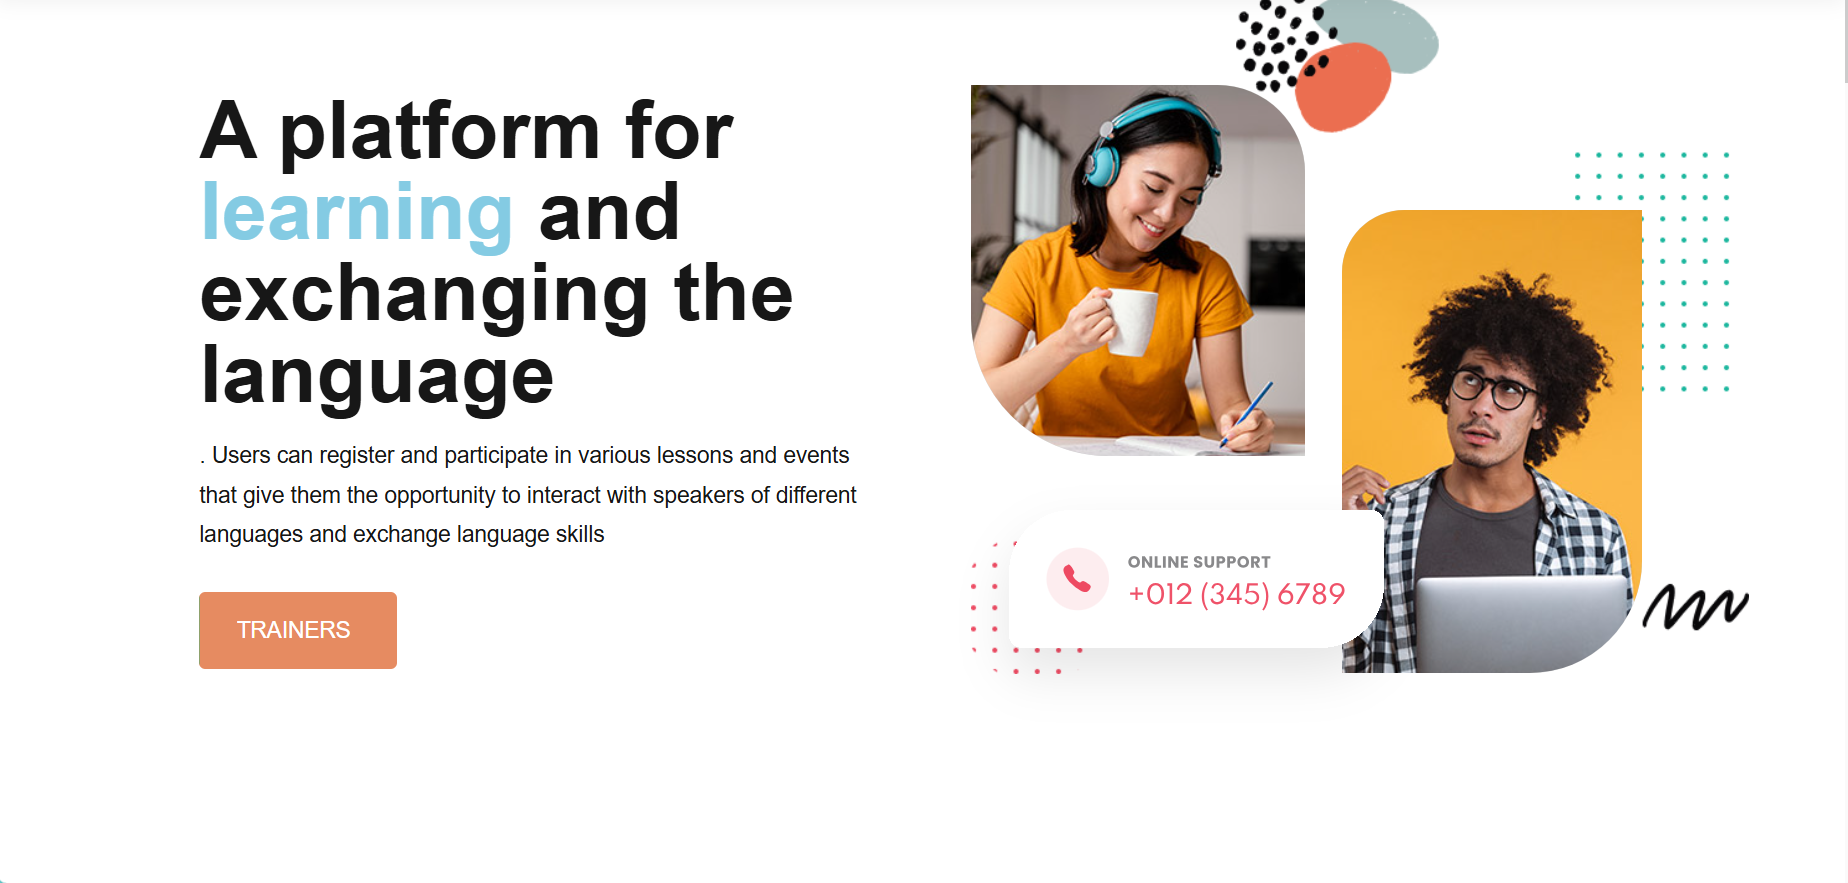 A platform for
learning and
exchanging the
language
. Users can register and participate in various lessons and events
that give them the opportunity to interact with speakers of different
languages and exchange language skills
TRAINERS
ONLINE SUPPORT
+012 (345) 6789